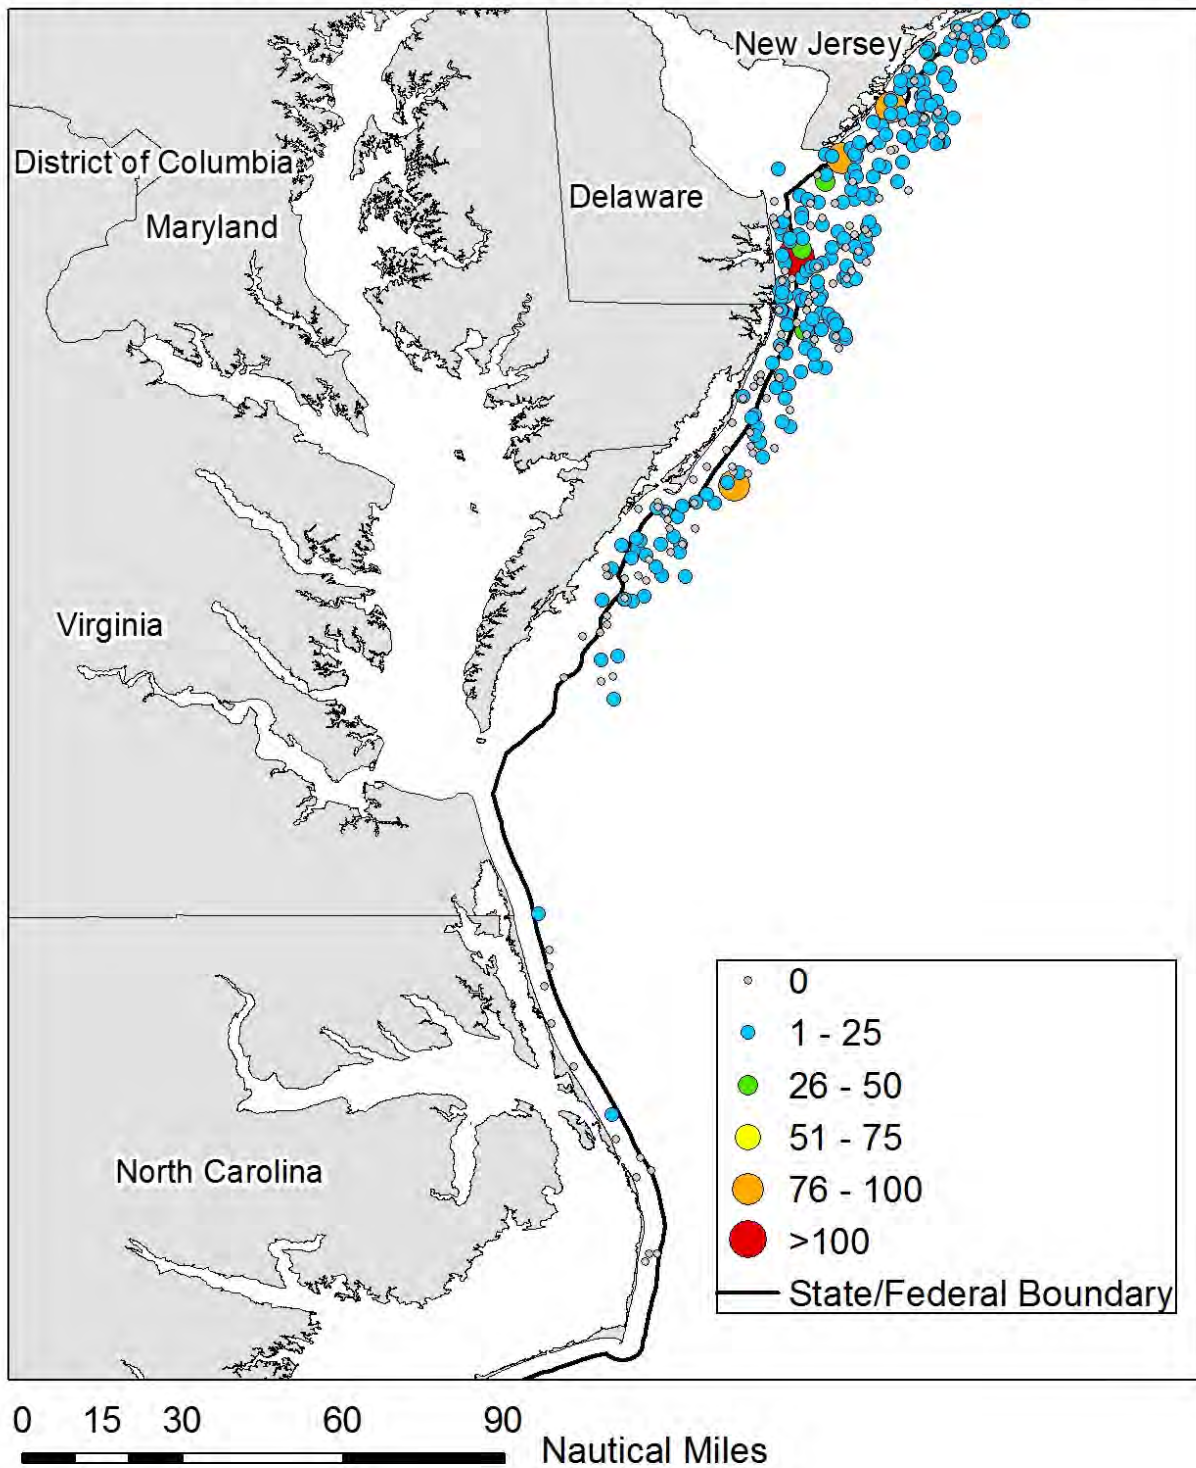 New Jersey
District of Columbia
Delaware
Maryland
Virginia
North Carolina
0
1 - 25
26 - 50
51 - 75
76 - 100
>100
State/Federal Boundary
0 15 30 60 90
Nautical Miles